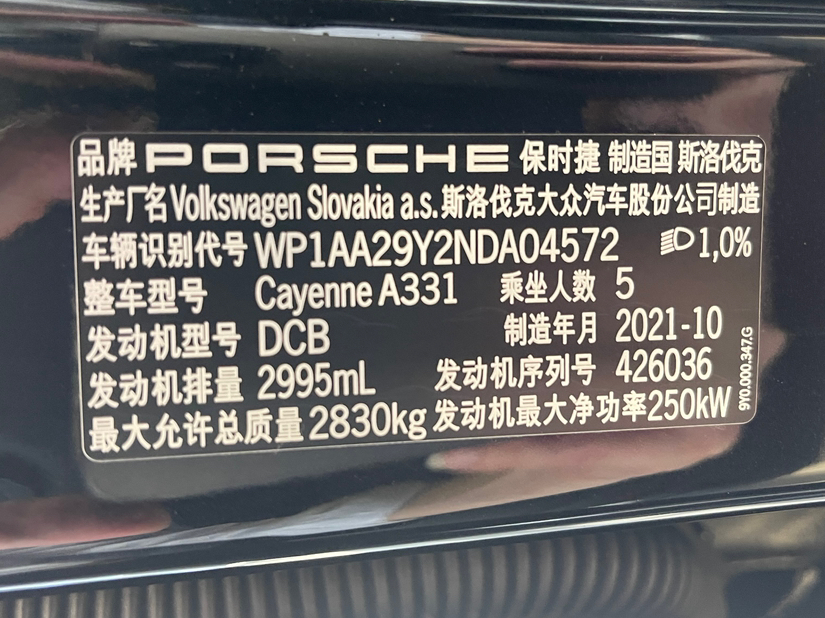 品牌 PORSCHE 保时捷 制造国 斯洛伐克
生产厂名 Volkswagen Slovakia a.s. 斯洛伐克大众汽车股份公司制造
车辆识别代号 WP1AA29Y2NDA04572 1,0%
整车型号 Cayenne A331 乘坐人数 5
发动机型号 DCB 制造年月 2021-10
发动机排量 2995mL 发动机序列号 426036
最大允许总质量 2830kg 发动机最大净功率 250kW
9Y0.000.347.G